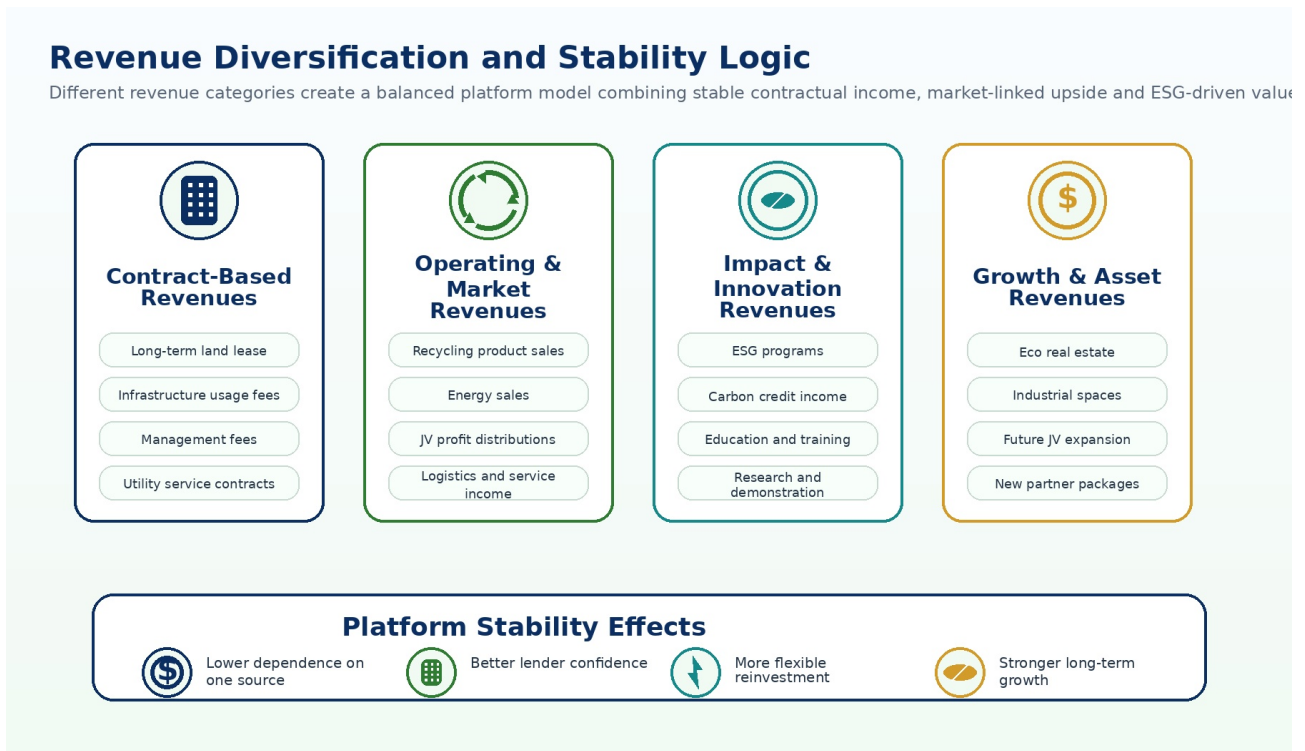 Revenue Diversification and Stability Logic
Different revenue categories create a balanced platform model combining stable contractual income, market-linked upside and ESG-driven value
Contract-Based
Revenues
Long-term land lease
Infrastructure usage fees
Management fees
Utility service contracts
Operating &
Market
Revenues
Recycling product sales
Energy sales
JV profit distributions
Logistics and service
income
Impact &
Innovation
Revenues
ESG programs
Carbon credit income
Education and training
Research and
demonstration
$
Growth & Asset
Revenues
Eco real estate
Industrial spaces
Future JV expansion
New partner packages
Platform Stability Effects
$
Lower dependence on
one source
Better lender confidence
More flexible
reinvestment
Stronger long-term
growth